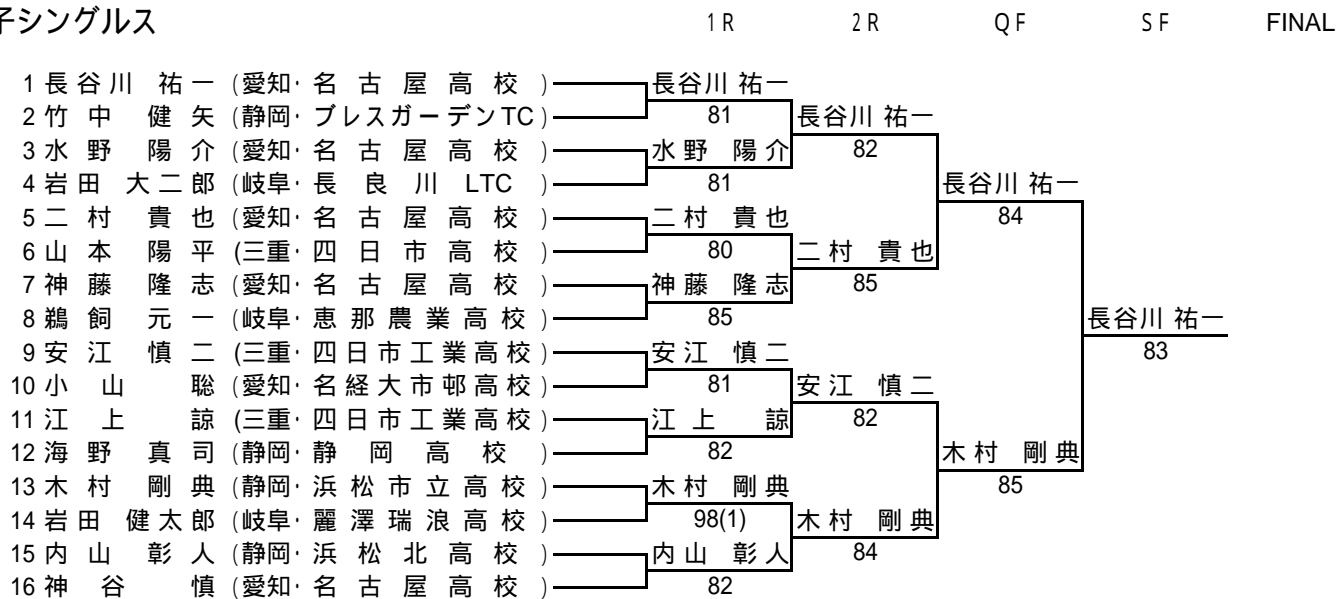 子シングルス 1R 2R QF SF FINAL
1 長谷川 祐一 (愛知・名古屋高校) 長谷川 祐一
2 竹中 健矢 (静岡・ブレスガーデンTC) 81 長谷川 祐一
3 水野 陽介 (愛知・名古屋高校) 水野 陽介 82
4 岩田 大二郎 (岐阜・長良川LTC) 81 長谷川 祐一
5 二村 貴也 (愛知・名古屋高校) 二村 貴也 84
6 山本 陽平 (三重・四日市高校) 80 二村 貴也
7 神藤 隆志 (愛知・名古屋高校) 神藤 隆志 85
8 鵜飼 元一 (岐阜・恵那農業高校) 85 長谷川 祐一
9 安江 慎二 (三重・四日市工業高校) 安江 慎二 83
10 小山 聡 (愛知・名経大市邨高校) 81 安江 慎二
11 江上 諒 (三重・四日市工業高校) 江上 諒 82
12 海野 真司 (静岡・静岡高校) 82 木村 剛典
13 木村 剛典 (静岡・浜松市立高校) 木村 剛典 85
14 岩田 健太郎 (岐阜・麗澤瑞浪高校) 98(1) 木村 剛典
15 内山 彰人 (静岡・浜松北高校) 内山 彰人 84
16 神谷 慎 (愛知・名古屋高校) 82